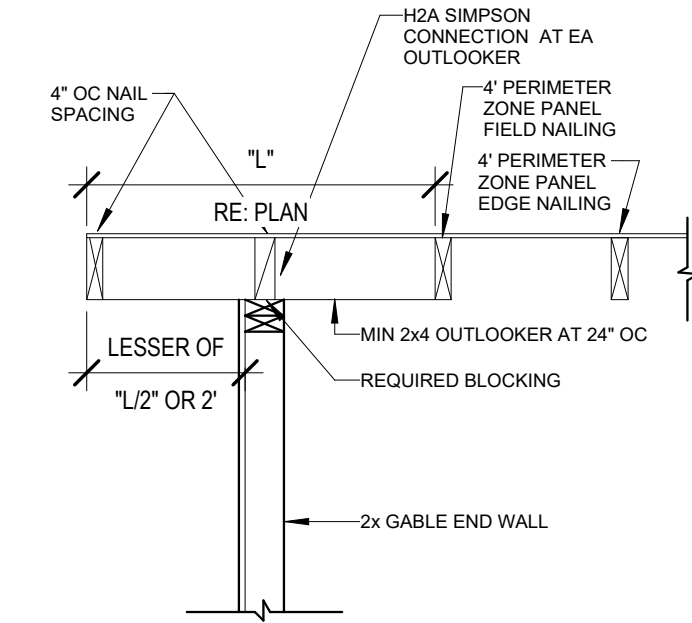 H2A SIMPSON
CONNECTION AT EA
OUTLOOKER
4" OC NAIL
SPACING
4' PERIMETER
ZONE PANEL
FIELD NAILING
"L"
4' PERIMETER
ZONE PANEL
EDGE NAILING
RE: PLAN
MIN 2x4 OUTLOOKER AT 24" OC
LESSER OF
"L/2" OR 2'
REQUIRED BLOCKING
2x GABLE END WALL